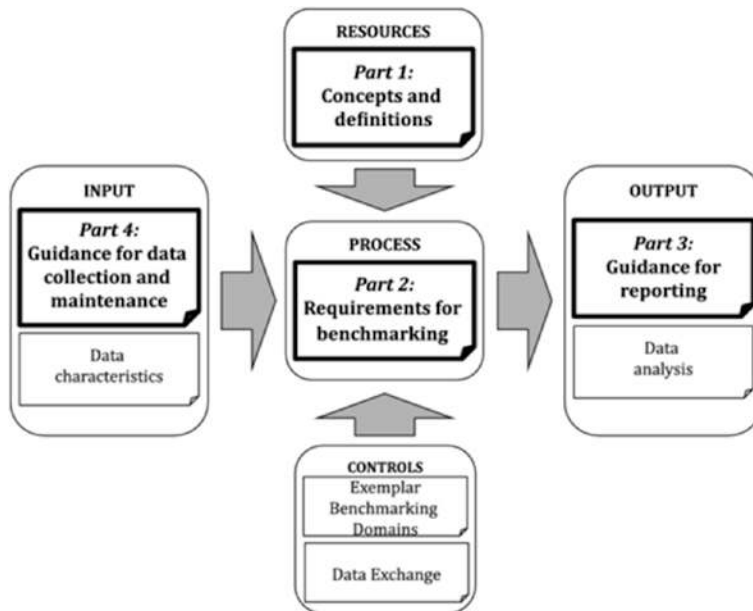 RESOURCES
Part 1:
Concepts and
definitions
INPUT
Part 4:
Guidance for data
collection and
maintenance
Data
characteristics
PROCESS
Part 2:
Requirements for
benchmarking
OUTPUT
Part 3:
Guidance for
reporting
Data
analysis
CONTROLS
Exemplar
Benchmarking
Domains
Data Exchange